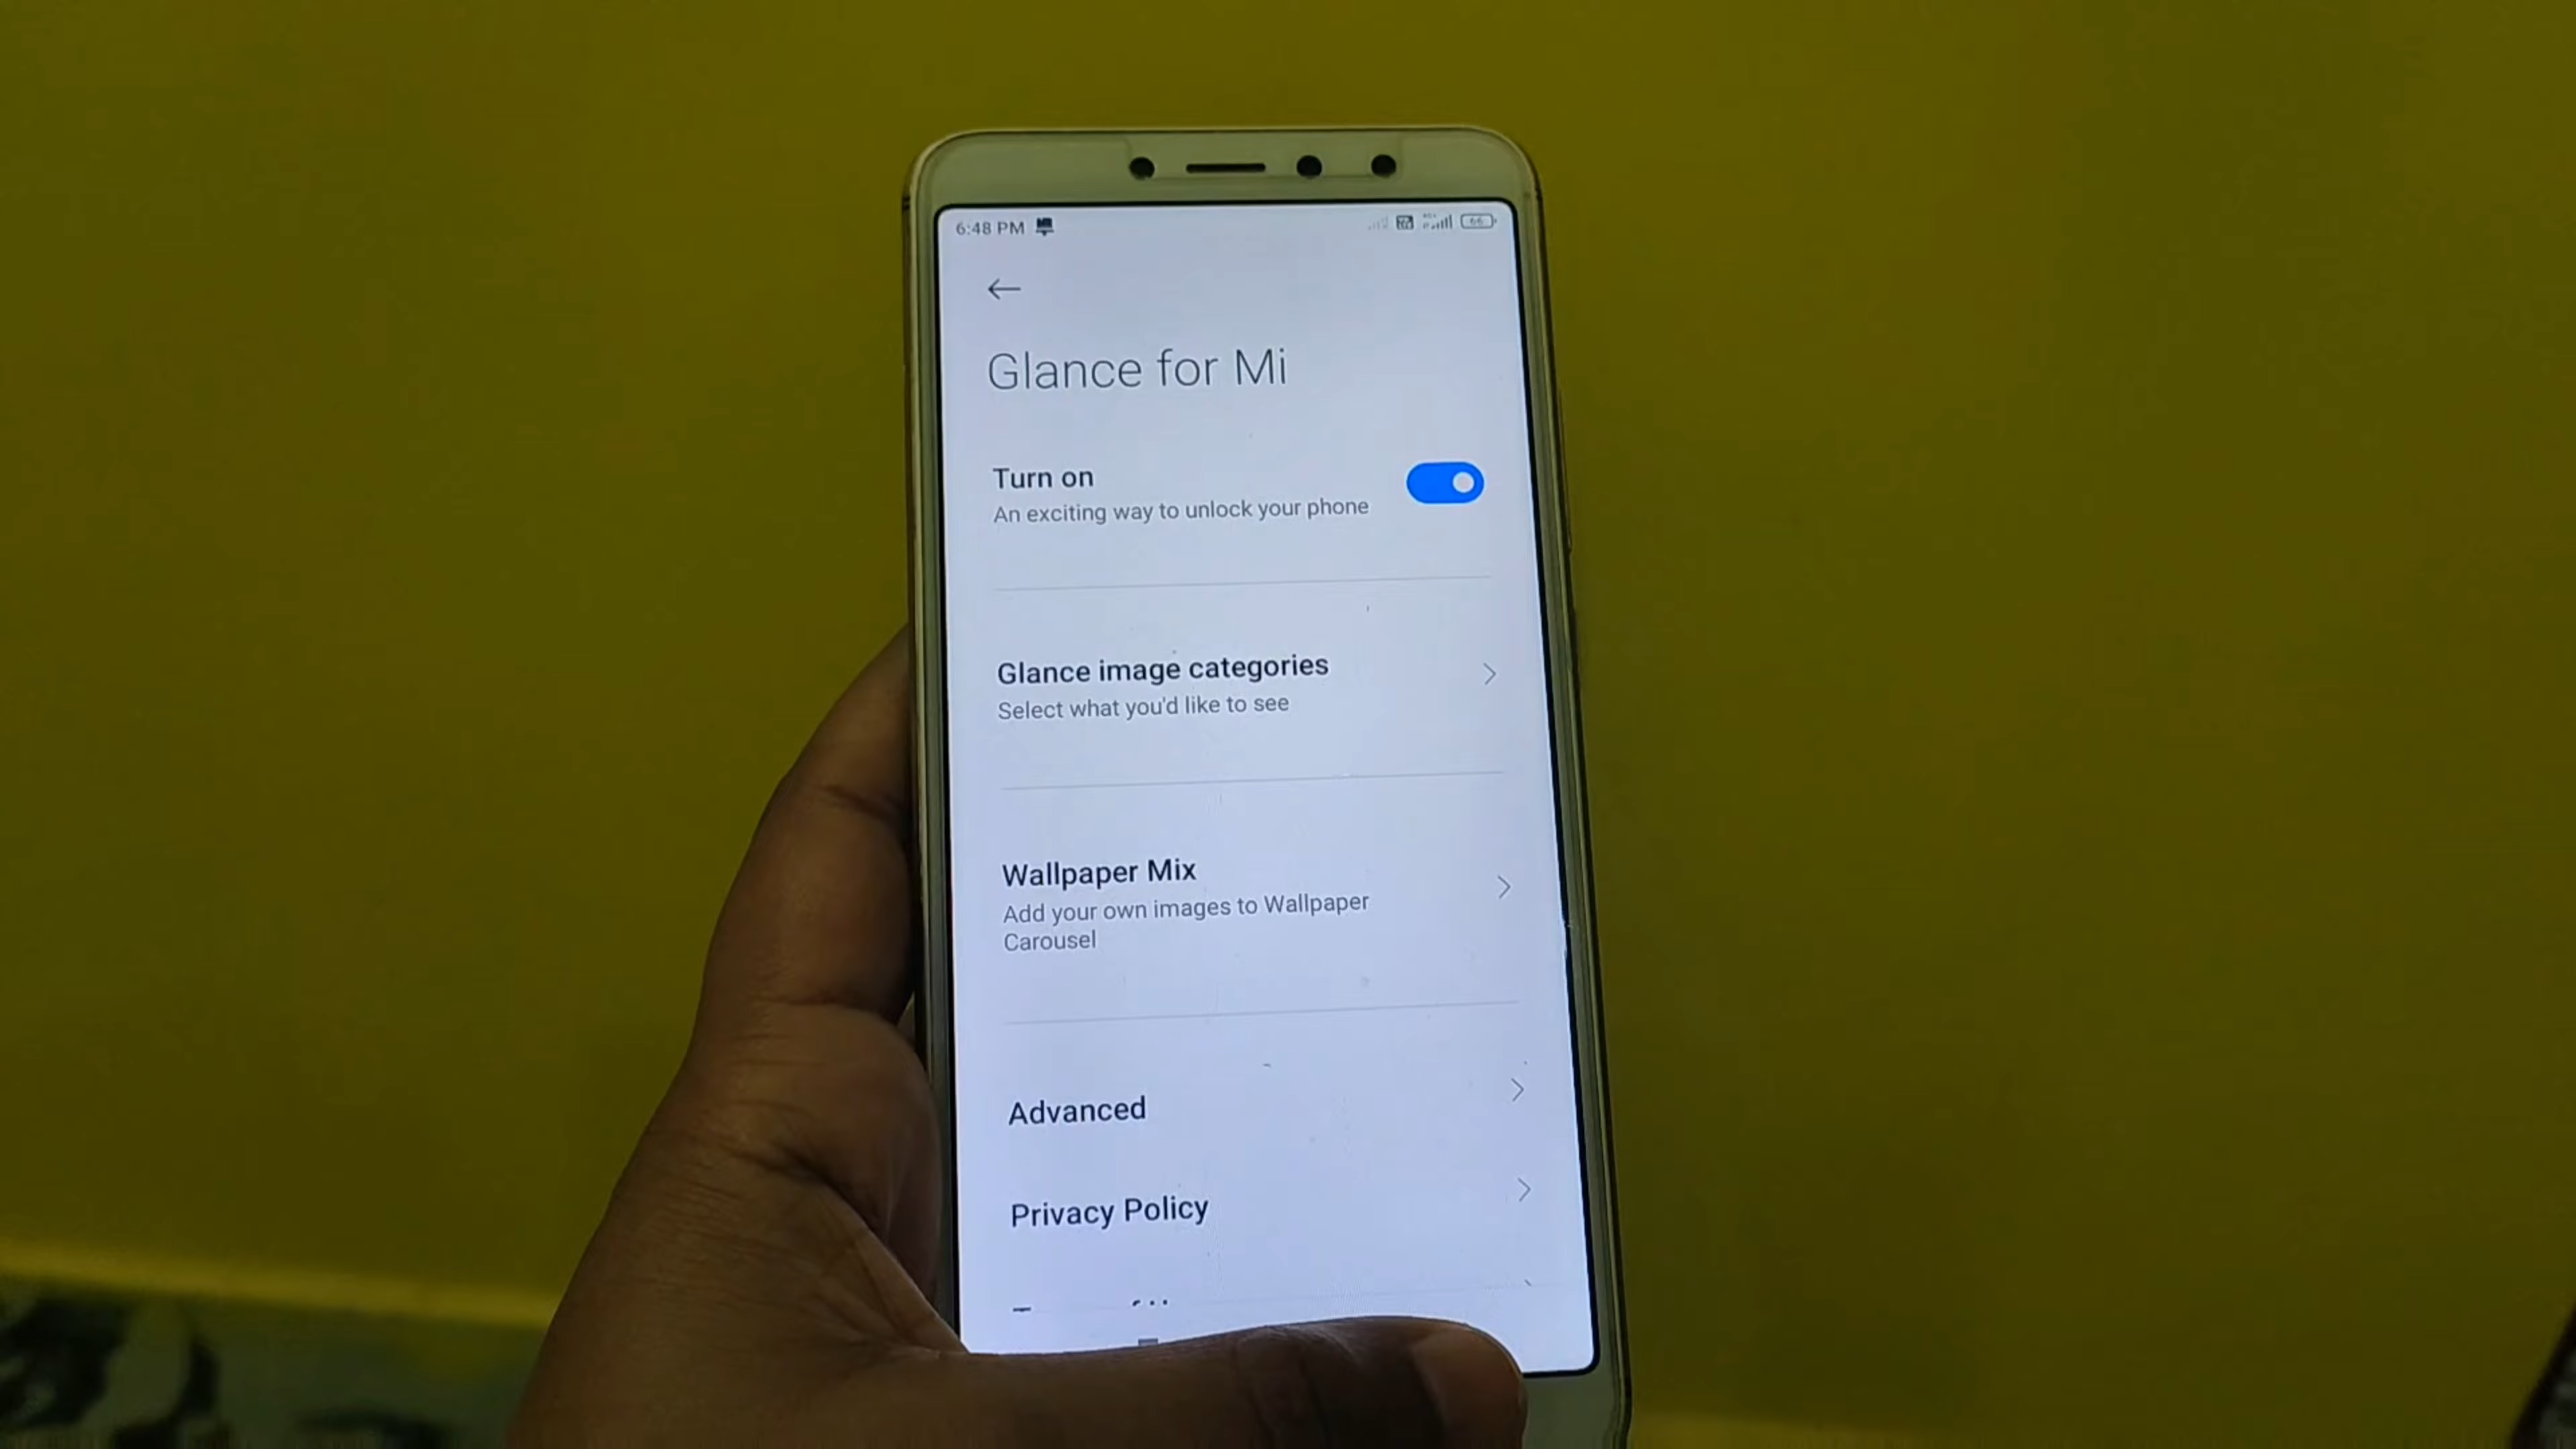 6:48 PM
66
Glance for Mi
Turn on
An exciting way to unlock your phone
Glance image categories
Select what you'd like to see
Wallpaper Mix
Add your own images to Wallpaper
Carousel
Advanced
Privacy Policy